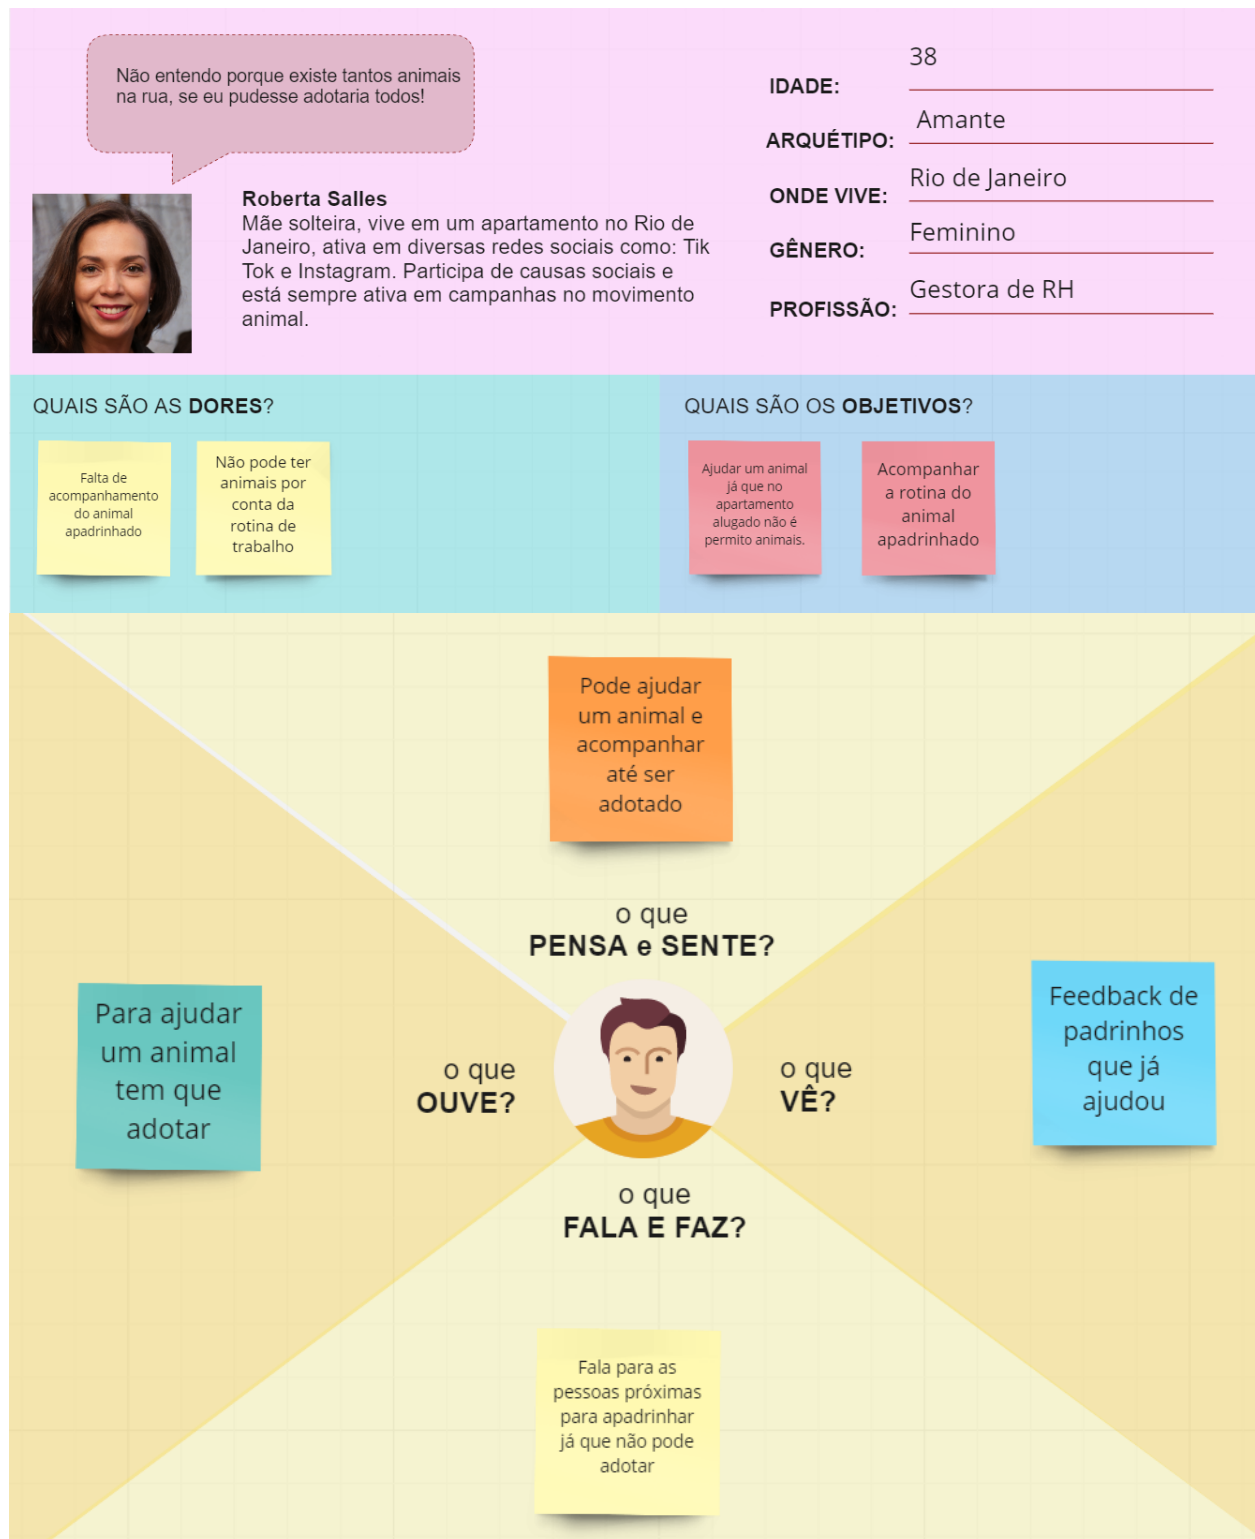 Não entendo porque existe tantos animais
na rua, se eu pudesse adotaria todos!
Roberta Salles
Mãe solteira, vive em um apartamento no Rio de
Janeiro, ativa em diversas redes sociais como: Tik
Tok e Instagram. Participa de causas sociais e
está sempre ativa em campanhas no movimento
animal.
IDADE: 38
ARQUÉTIPO: Amante
ONDE VIVE: Rio de Janeiro
GÊNERO: Feminino
PROFISSÃO: Gestora de RH
QUAIS SÃO AS DORES?
Falta de
acompanhamento
do animal
apadrinhado
Não pode ter
animais por
conta da
rotina de
trabalho
QUAIS SÃO OS OBJETIVOS?
Ajudar um animal
já que no
apartamento
alugado não é
permito animais.
Acompanhar
a rotina do
animal
apadrinhado
Pode ajudar
um animal e
acompanhar
até ser
adotado
o que
PENSA e SENTE?
Para ajudar
um animal
tem que
adotar
o que
OUVE?
o que
VÊ?
Feedback de
padrinhos
que já
ajudou
o que
FALA E FAZ?
Fala para as
pessoas próximas
para apadrinhar
já que não pode
adotar